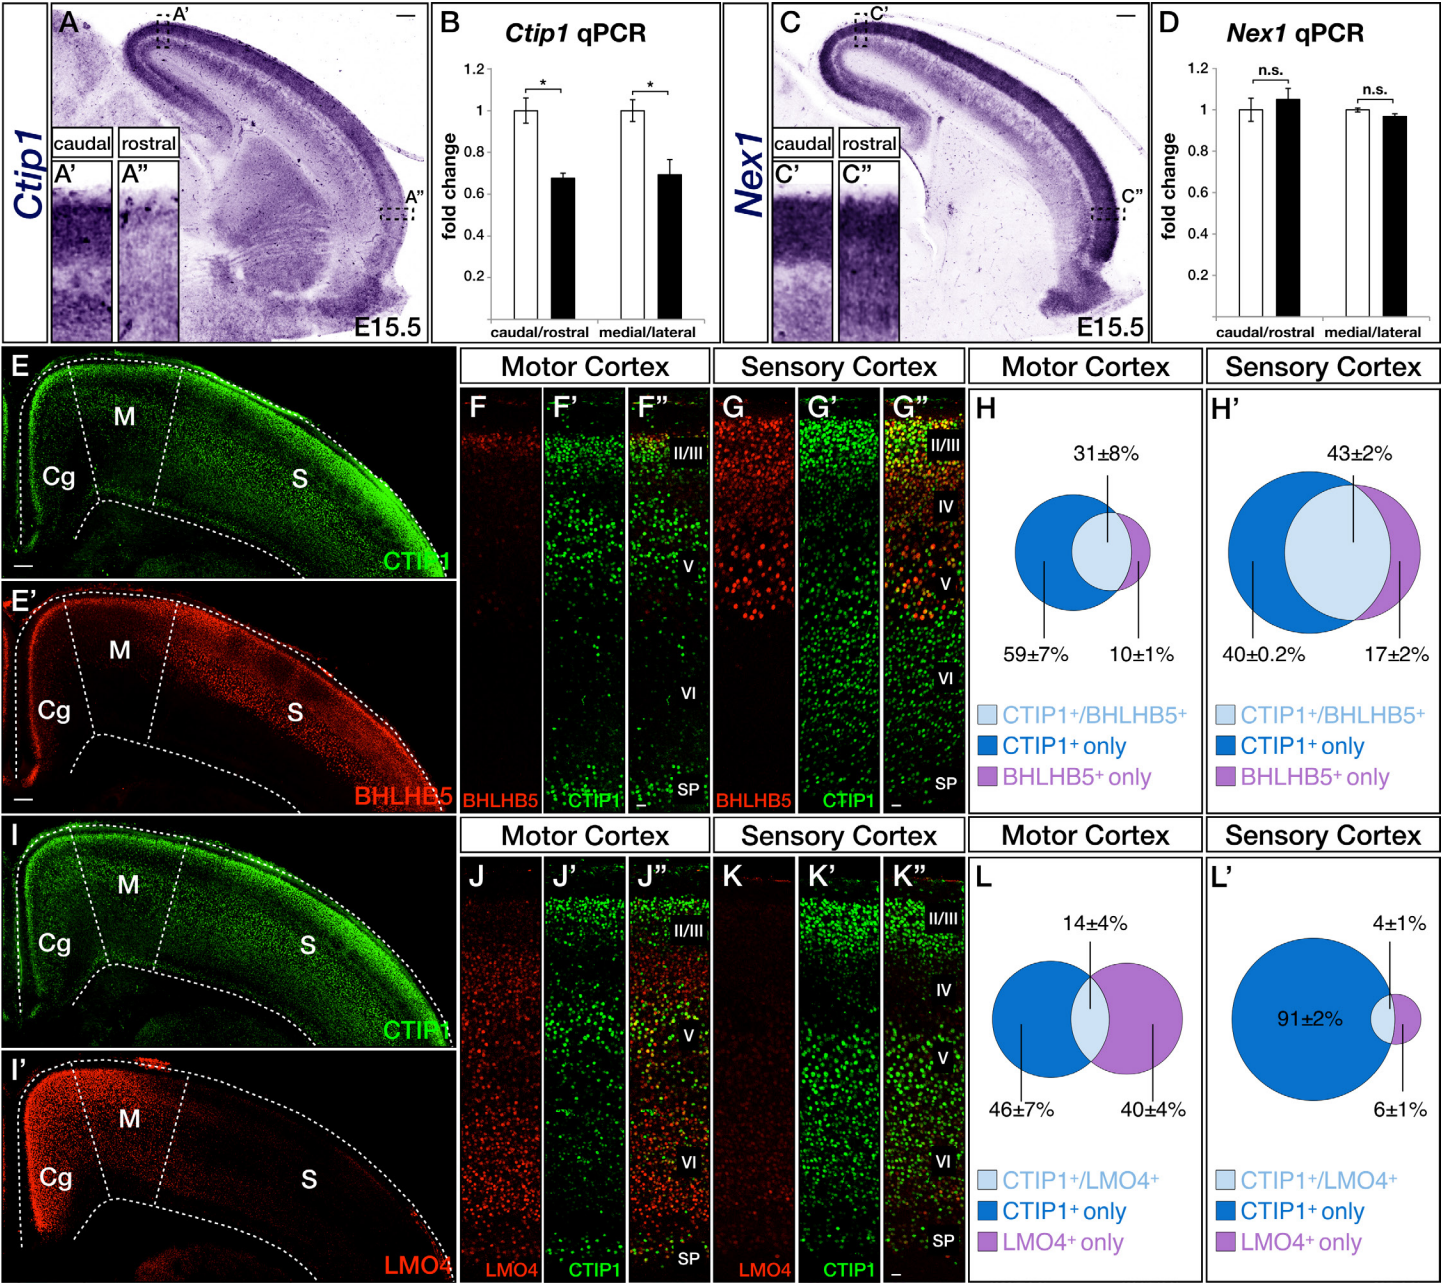 Ctip1
A
A’
A”
caudal
rostral
A’
A”
E15.5
B
Ctip1 qPCR
fold change
1.2
1
0.8
0.6
0.4
0.2
*
*
caudal/rostral
medial/lateral
Nex1
C
C’
C”
caudal
rostral
C’
C”
E15.5
D
Nex1 qPCR
fold change
1.2
1
0.8
0.6
0.4
0.2
n.s.
n.s.
caudal/rostral
medial/lateral
E
M
Cg
S
CTIP1
E’
M
Cg
S
BHLHB5
Motor Cortex
F
F’
F”
II/III
V
VI
SP
BHLHB5
CTIP1
Sensory Cortex
G
G’
G”
II/III
IV
V
VI
SP
BHLHB5
CTIP1
Motor Cortex
H
31±8%
59±7%
10±1%
CTIP1+/BHLHB5+
CTIP1+ only
BHLHB5+ only
Sensory Cortex
H’
43±2%
40±0.2%
17±2%
CTIP1+/BHLHB5+
CTIP1+ only
BHLHB5+ only
I
M
Cg
S
CTIP1
I’
M
Cg
S
LMO4
Motor Cortex
J
J’
J”
II/III
V
VI
SP
LMO4
CTIP1
Sensory Cortex
K
K’
K”
II/III
IV
V
VI
SP
LMO4
CTIP1
Motor Cortex
L
14±4%
46±7%
40±4%
CTIP1+/LMO4+
CTIP1+ only
LMO4+ only
Sensory Cortex
L’
4±1%
91±2%
6±1%
CTIP1+/LMO4+
CTIP1+ only
LMO4+ only